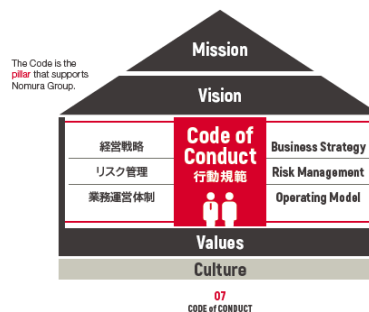 Mission
The Code is the
pillar that supports
Nomura Group.
Vision
経営戦略
リスク管理
業務運営体制
Code of
Conduct
行動規範
Business Strategy
Risk Management
Operating Model
Values
Culture
07
CODE of CONDUCT